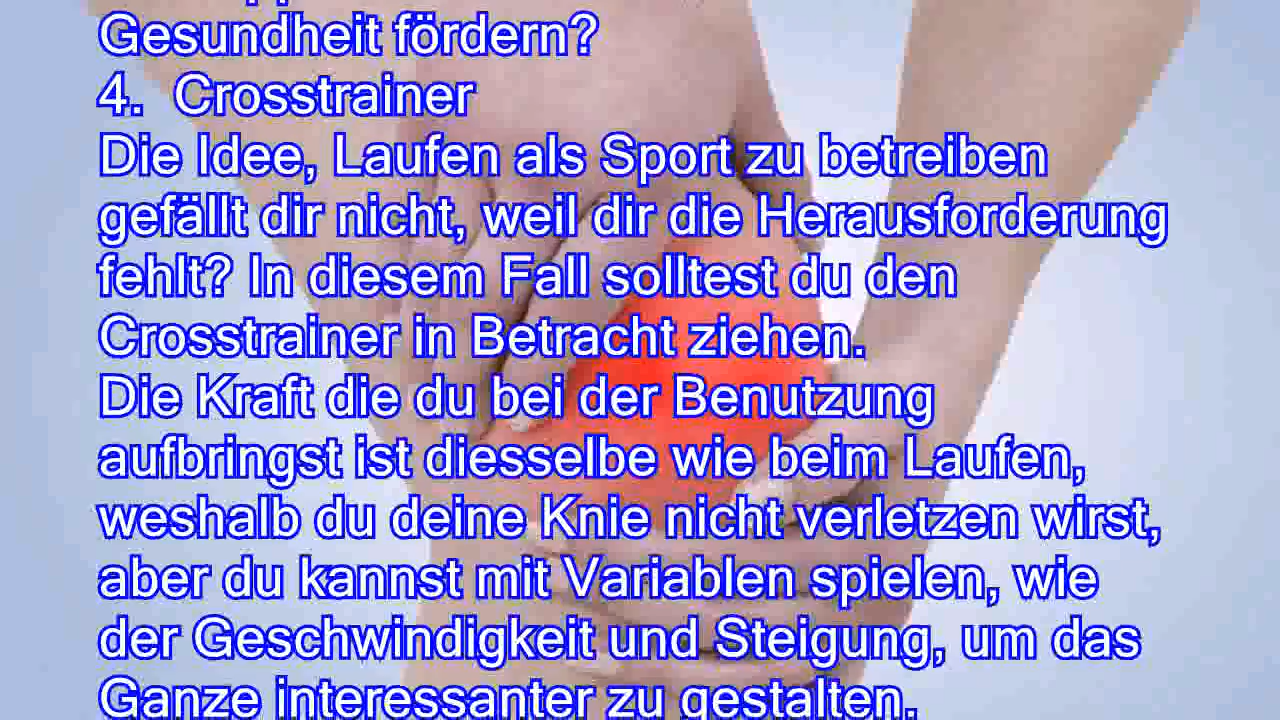 Gesundheit fördern?
4. Crosstrainer
Die Idee, Laufen als Sport zu betreiben
gefällt dir nicht, weil dir die Herausforderung
fehlt? In diesem Fall solltest du den
Crosstrainer in Betracht ziehen.
Die Kraft die du bei der Benutzung
aufbringst ist diesselbe wie beim Laufen,
weshalb du deine Knie nicht verletzen wirst,
aber du kannst mit Variablen spielen, wie
der Geschwindigkeit und Steigung, um das
Ganze interessanter zu gestalten.